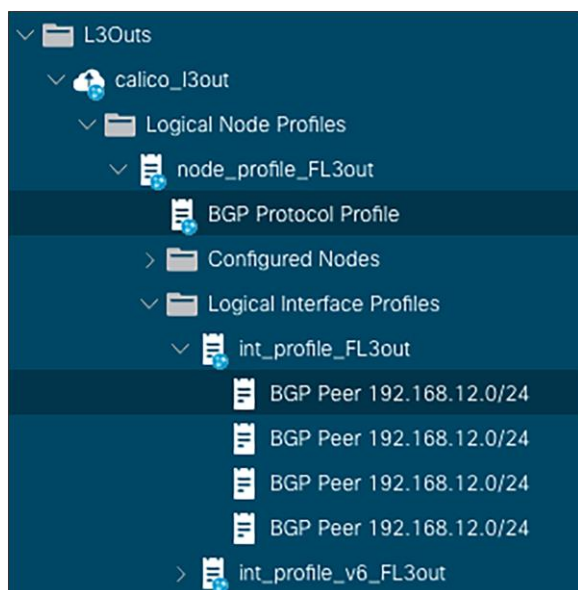 L3Outs
calico_l3out
Logical Node Profiles
node_profile_FL3out
BGP Protocol Profile
Configured Nodes
Logical Interface Profiles
int_profile_FL3out
BGP Peer 192.168.12.0/24
BGP Peer 192.168.12.0/24
BGP Peer 192.168.12.0/24
BGP Peer 192.168.12.0/24
int_profile_v6_FL3out